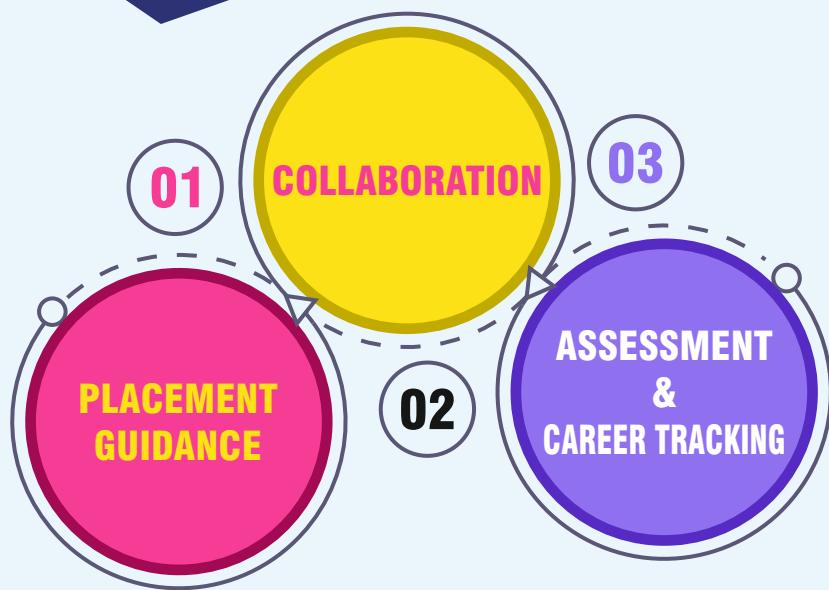 01
PLACEMENT
GUIDANCE
02
COLLABORATION
03
ASSESSMENT
&
CAREER TRACKING